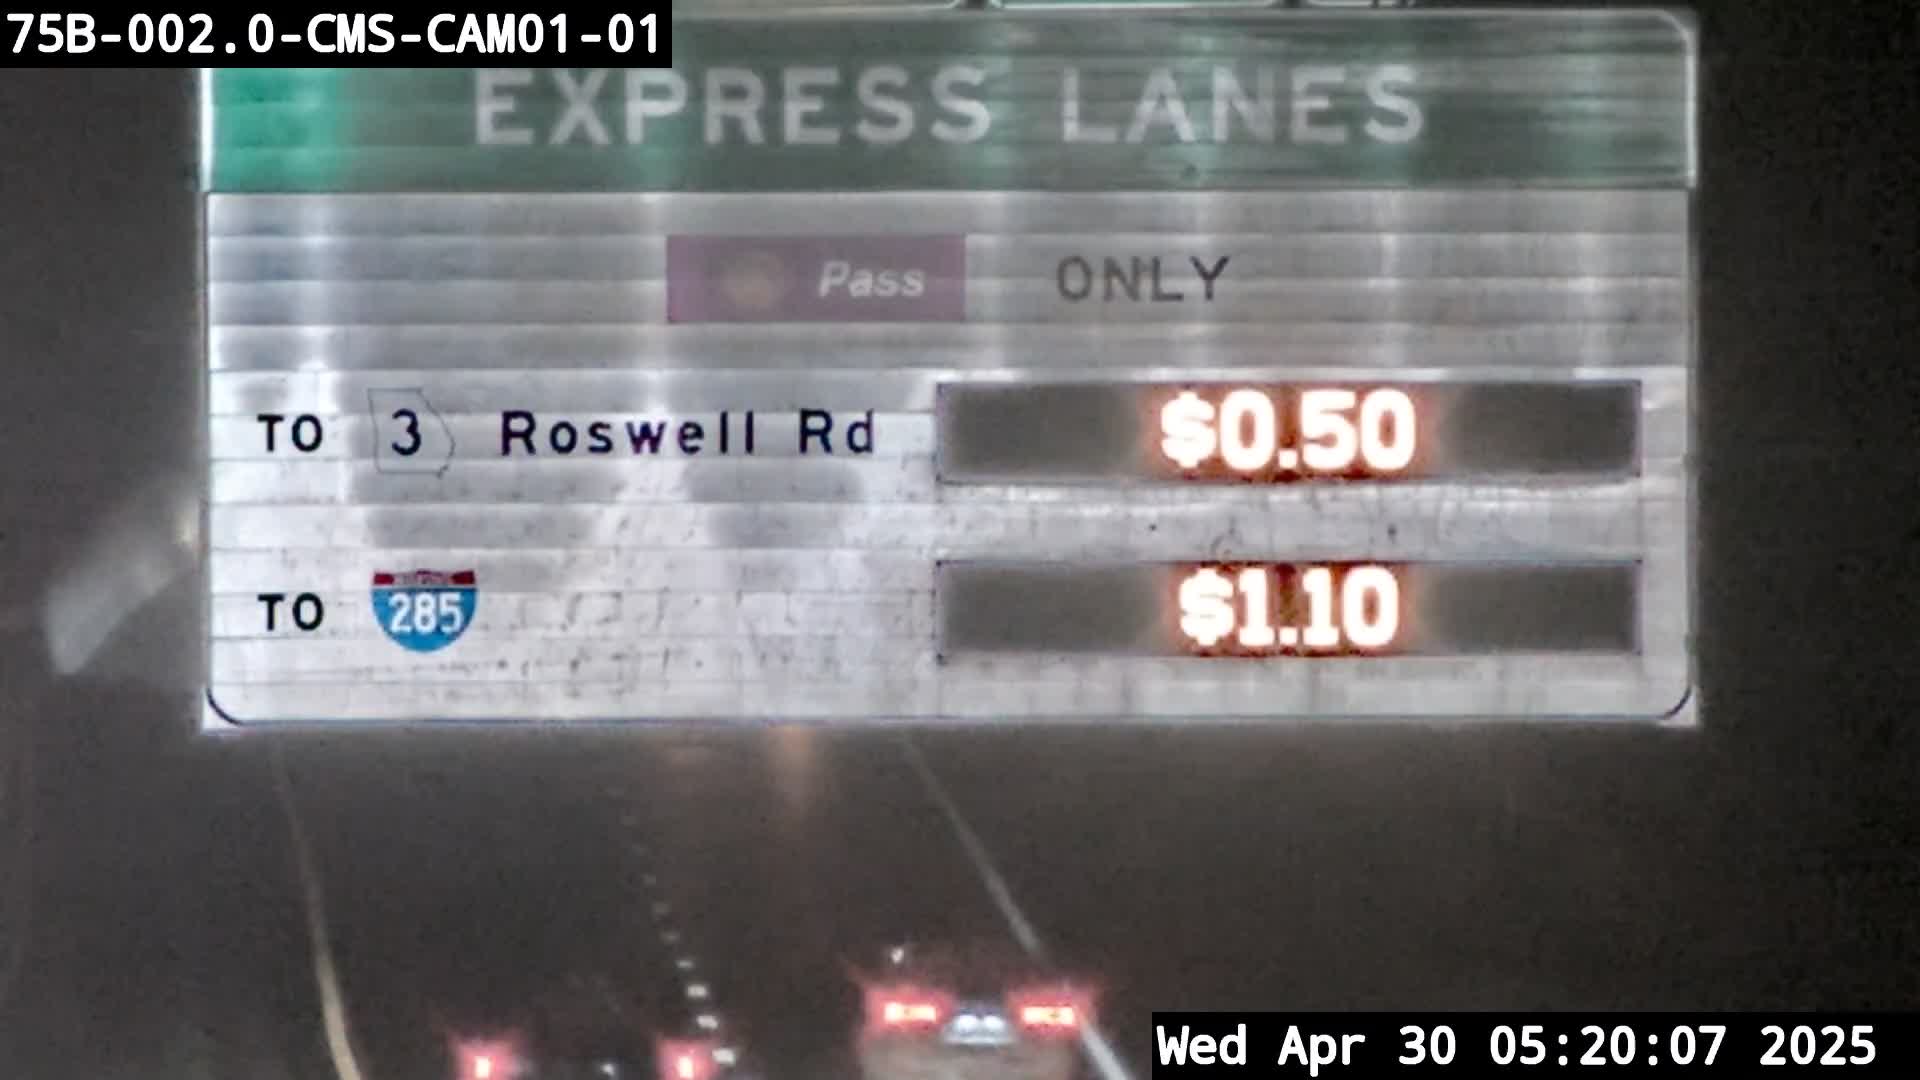 75B-002.0-CMS-CAM01-01
EXPRESS LANES
Pass ONLY
TO 3 Roswell Rd $0.50
TO 285 $1.10
Wed Apr 30 05:20:07 2025